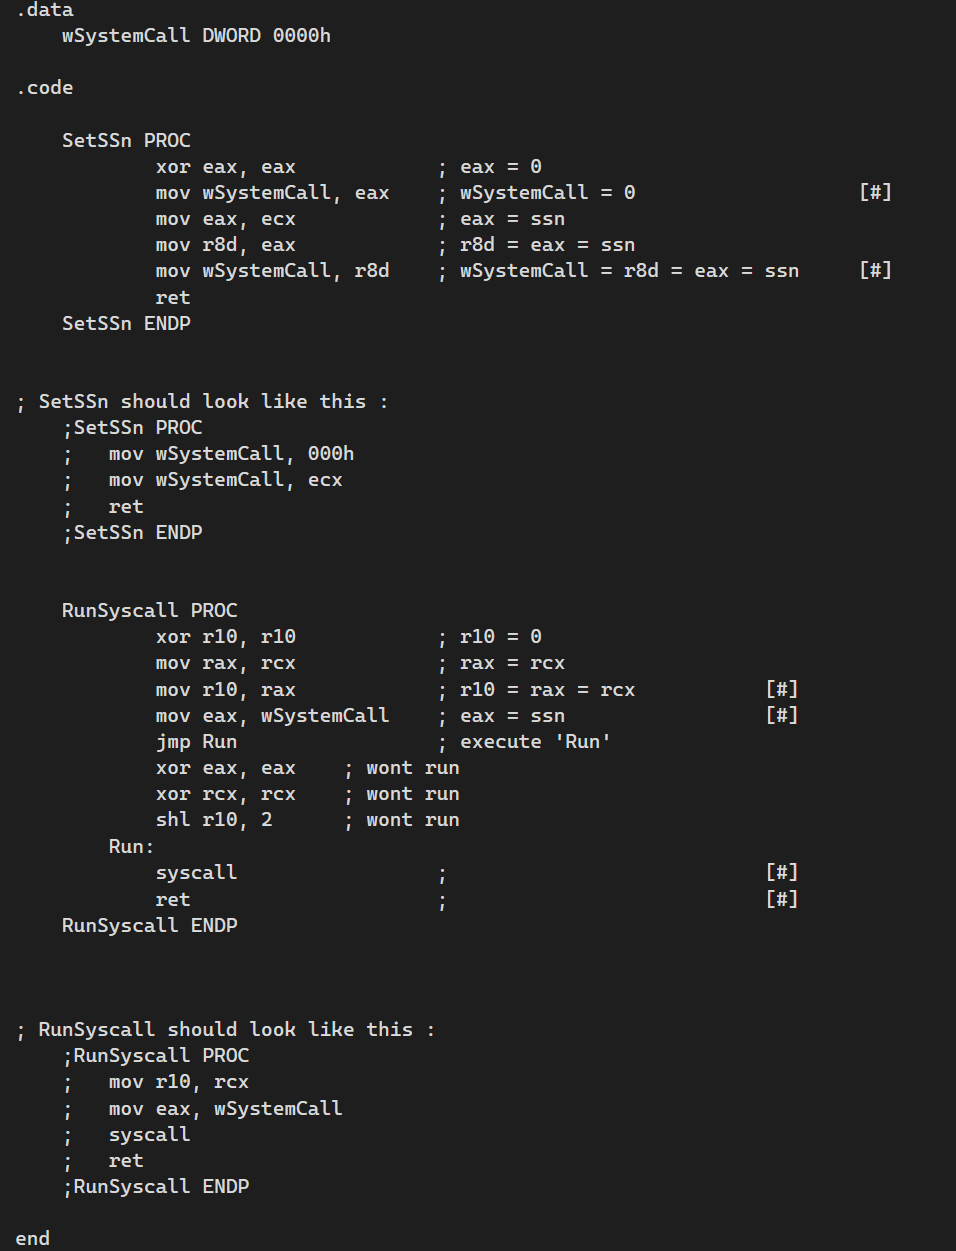 .data
    wSystemCall DWORD 0000h
.code
    SetSSn PROC
            xor eax, eax            ; eax = 0
            mov wSystemCall, eax    ; wSystemCall = 0                   [#]
            mov eax, ecx            ; eax = ssn
            mov r8d, eax            ; r8d = eax = ssn
            mov wSystemCall, r8d    ; wSystemCall = r8d = eax = ssn     [#]
            ret
    SetSSn ENDP
; SetSSn should look like this :
    ;SetSSn PROC
    ;   mov wSystemCall, 000h
    ;   mov wSystemCall, ecx
    ;   ret
    ;SetSSn ENDP
    RunSyscall PROC
            xor r10, r10            ; r10 = 0
            mov rax, rcx            ; rax = rcx
            mov r10, rax            ; r10 = rax = rcx           [#]
            mov eax, wSystemCall    ; eax = ssn                 [#]
            jmp Run                 ; execute 'Run'
            xor eax, eax    ; wont run
            xor rcx, rcx    ; wont run
            shl r10, 2      ; wont run
        Run:
            syscall                 ;                           [#]
            ret                     ;                           [#]
    RunSyscall ENDP
; RunSyscall should look like this :
    ;RunSyscall PROC
    ;   mov r10, rcx
    ;   mov eax, wSystemCall
    ;   syscall
    ;   ret
    ;RunSyscall ENDP
end